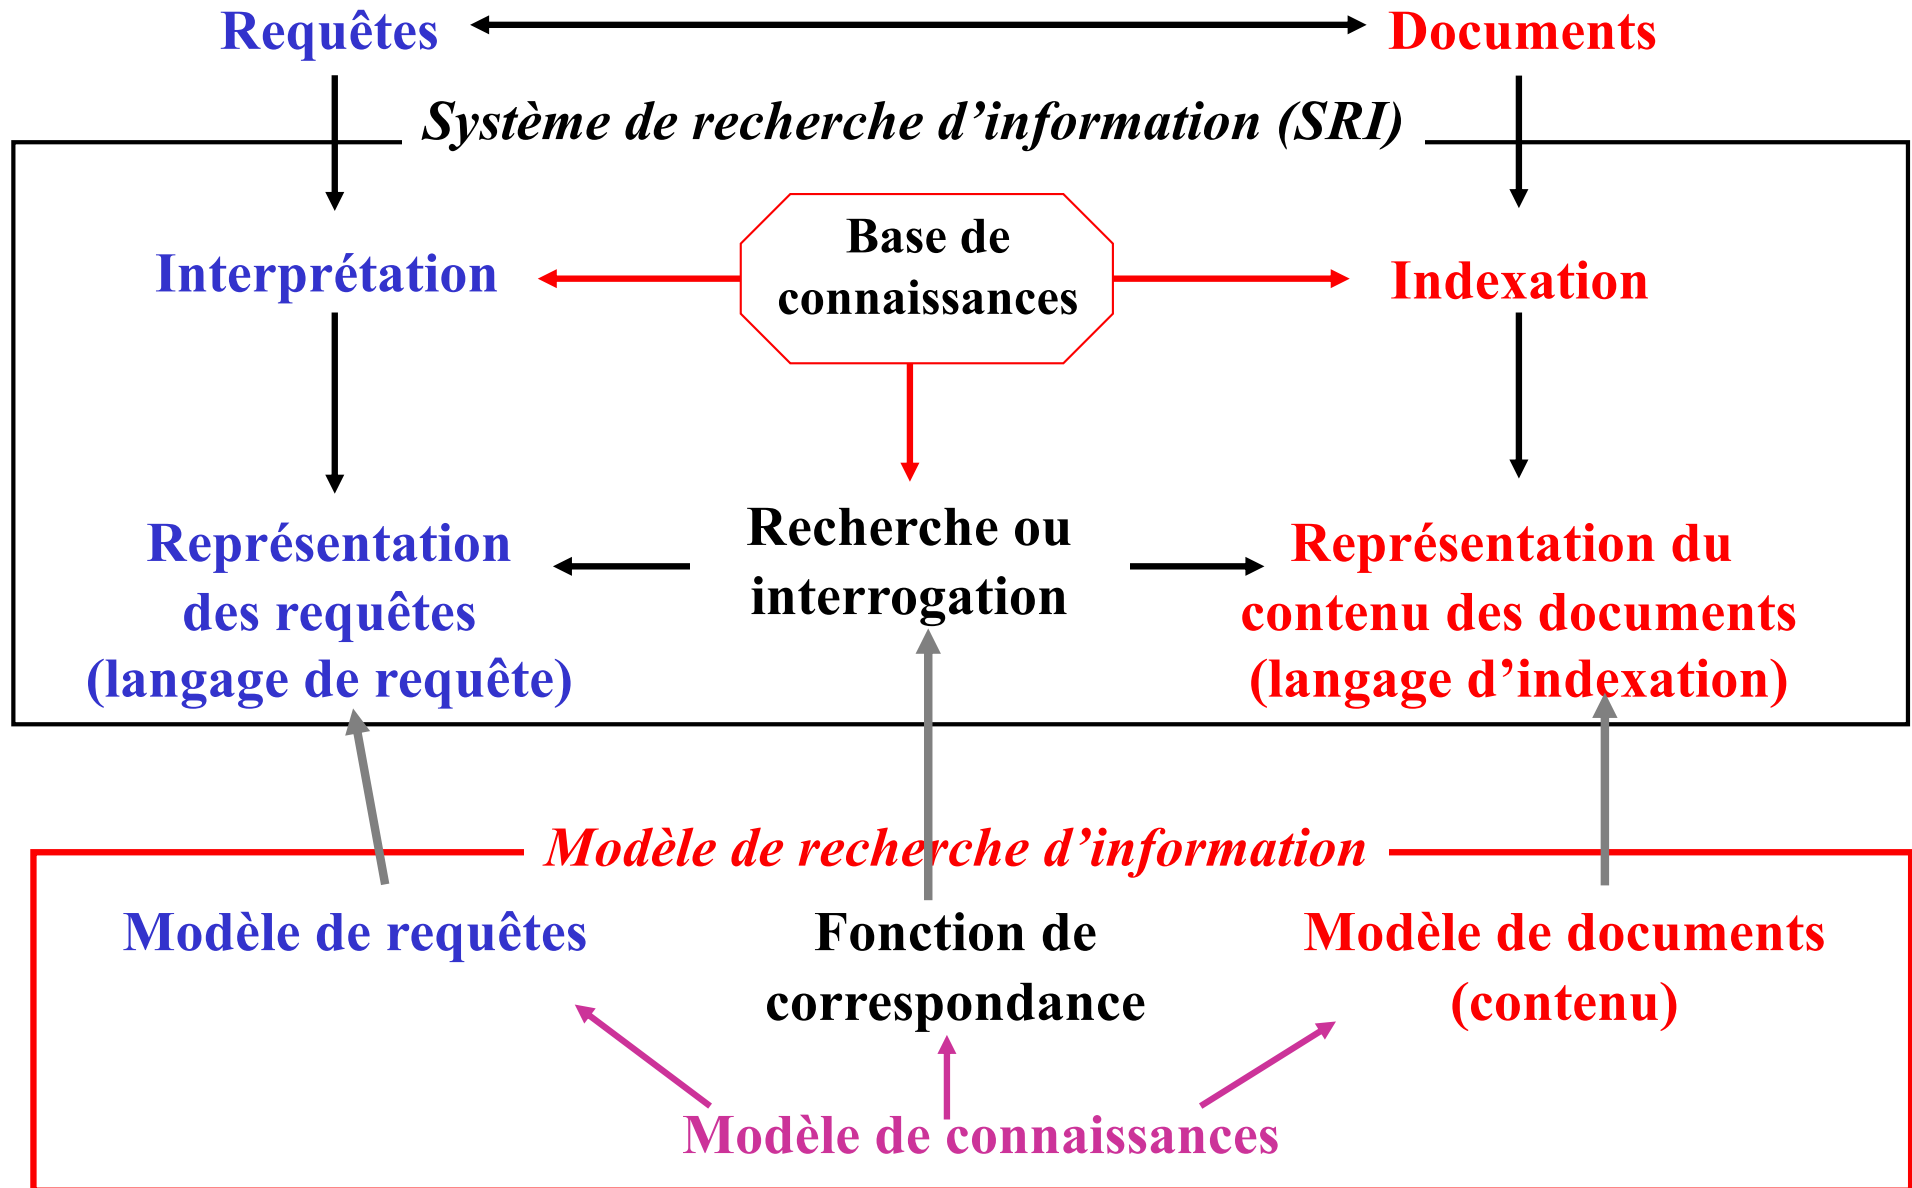 Requêtes
Documents
Système de recherche d’information (SRI)
Base de
connaissances
Interprétation
Indexation
Représentation
des requêtes
(langage de requête)
Recherche ou
interrogation
Représentation du
contenu des documents
(langage d’indexation)
Modèle de recherche d’information
Modèle de requêtes
Fonction de
correspondance
Modèle de documents
(contenu)
Modèle de connaissances